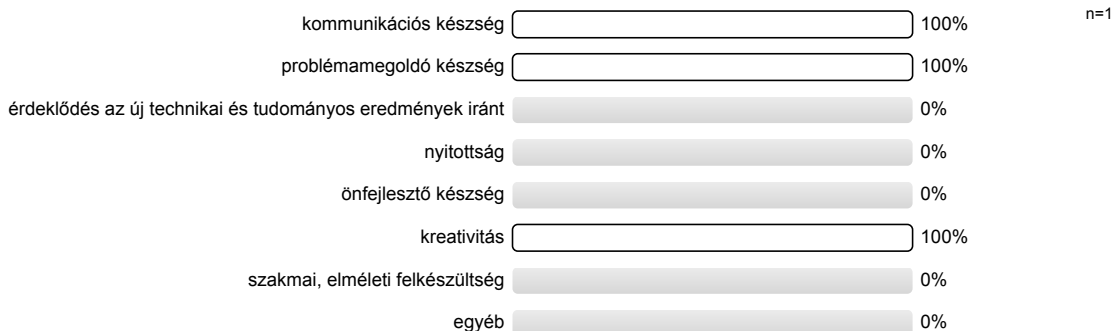 kommunikációs készség 100% n=1
problémamegoldó készség 100%
érdeklődés az új technikai és tudományos eredmények iránt 0%
nyitottság 0%
önfejlesztő készség 0%
kreativitás 100%
szakmai, elméleti felkészültség 0%
egyéb 0%